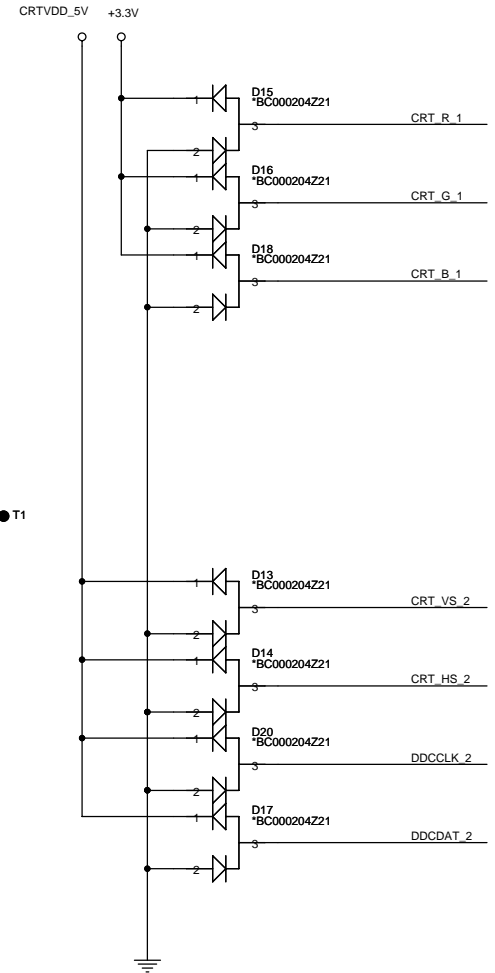 CRTVDD_5V +3.3V
D15
*BC000204Z21
1
CRT_R_1
3
2
D16
*BC000204Z21
1
CRT_G_1
3
2
D18
*BC000204Z21
1
CRT_B_1
3
2
T1
D13
*BC000204Z21
1
CRT_VS_2
3
2
D14
*BC000204Z21
1
CRT_HS_2
3
2
D20
*BC000204Z21
1
DDCCLK_2
3
2
D17
*BC000204Z21
1
DDCDAT_2
3
2